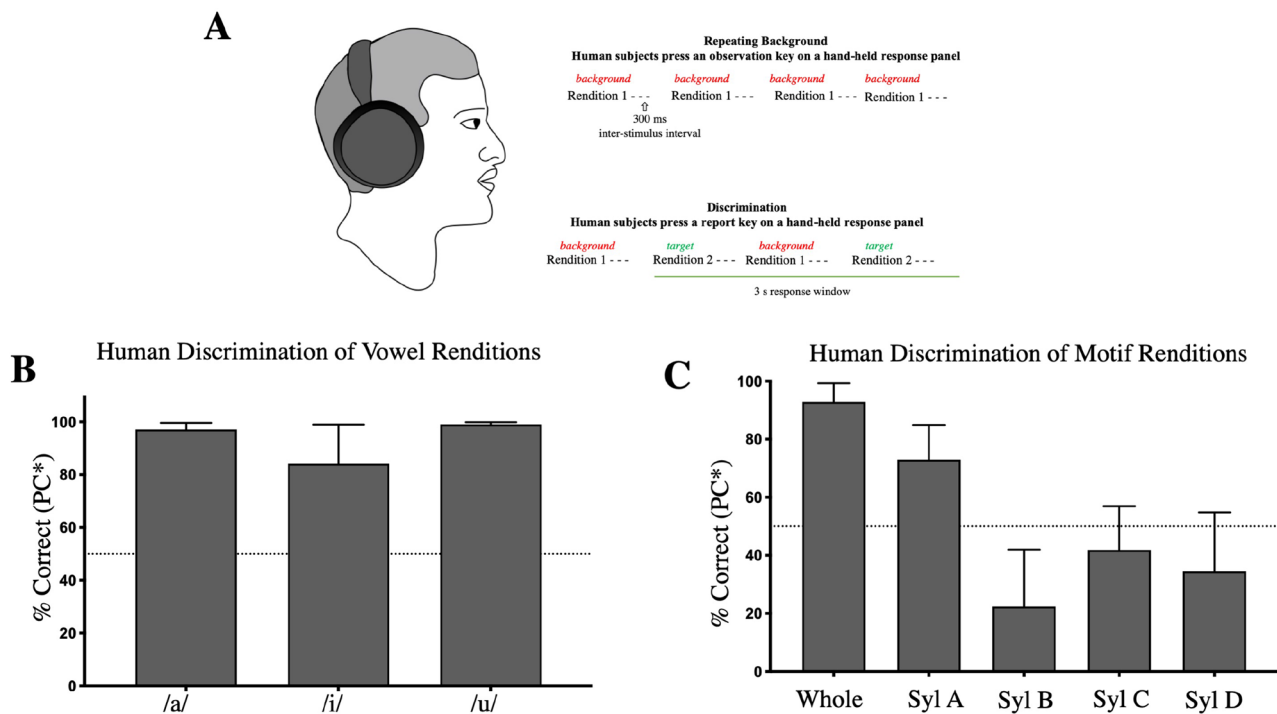 A
Repeating Background
Human subjects press an observation key on a hand-held response panel
background background background background
Rendition 1 - - - Rendition 1 - - - Rendition 1 - - - Rendition 1 - - -
300 ms
inter-stimulus interval
Discrimination
Human subjects press a report key on a hand-held response panel
background target background target
Rendition 1 - - - Rendition 2 - - - Rendition 1 - - - Rendition 2 - - -
3 s response window
B
Human Discrimination of Vowel Renditions
% Correct (PC*)
100
80
60
40
20
0
/a/ /i/ /u/
C
Human Discrimination of Motif Renditions
% Correct (PC*)
100
80
60
40
20
0
Whole Syl A Syl B Syl C Syl D